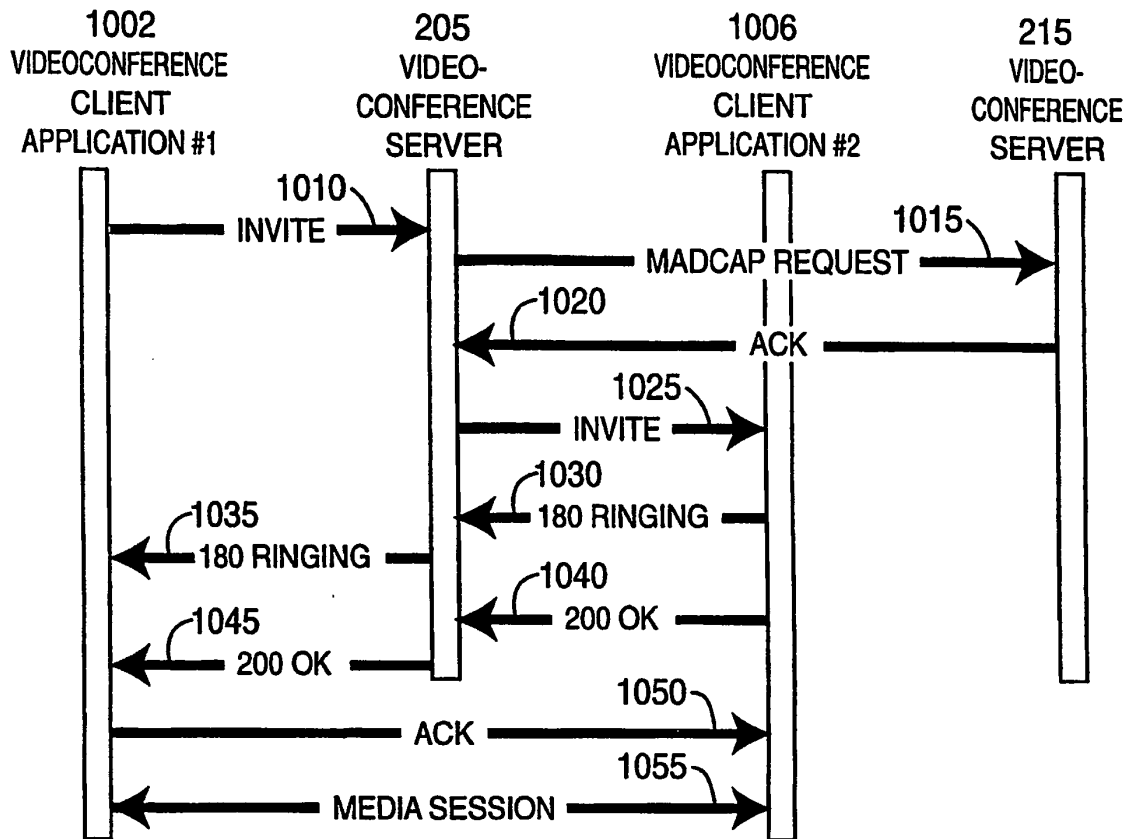 1002
VIDEOCONFERENCE
CLIENT
APPLICATION #1
205
VIDEO-
CONFERENCE
SERVER
1006
VIDEOCONFERENCE
CLIENT
APPLICATION #2
215
VIDEO-
CONFERENCE
SERVER
1010
INVITE
1015
MADCAP REQUEST
1020
ACK
1025
INVITE
1030
180 RINGING
1035
180 RINGING
1040
200 OK
1045
200 OK
1050
ACK
1055
MEDIA SESSION